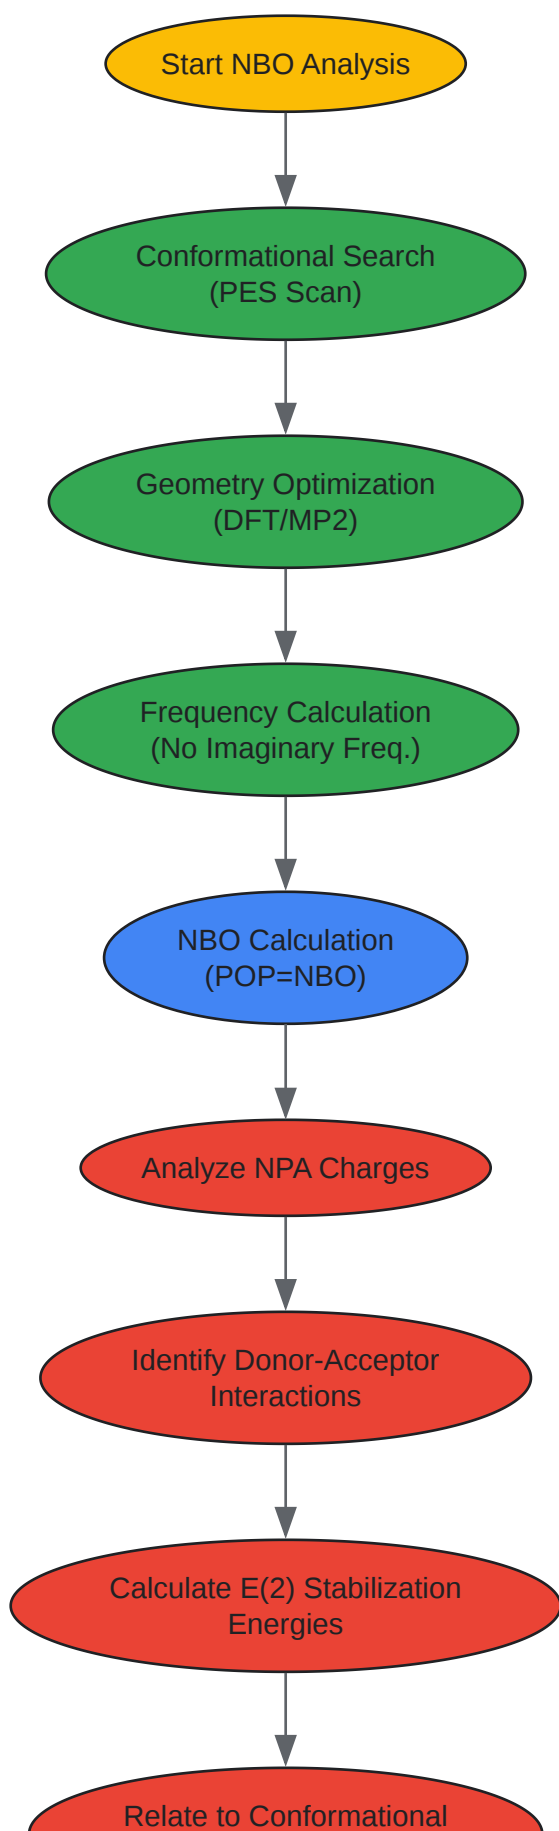 Start NBO Analysis
Conformational Search
(PES Scan)
Geometry Optimization
(DFT/MP2)
Frequency Calculation
(No Imaginary Freq.)
NBO Calculation
(POP=NBO)
Analyze NPA Charges
Identify Donor-Acceptor
Interactions
Calculate E(2) Stabilization
Energies
Relate to Conformational